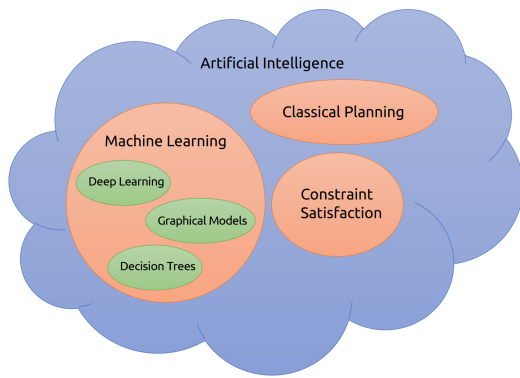 Artificial Intelligence
Classical Planning
Machine Learning
Deep Learning
Constraint
Satisfaction
Graphical Models
Decision Trees